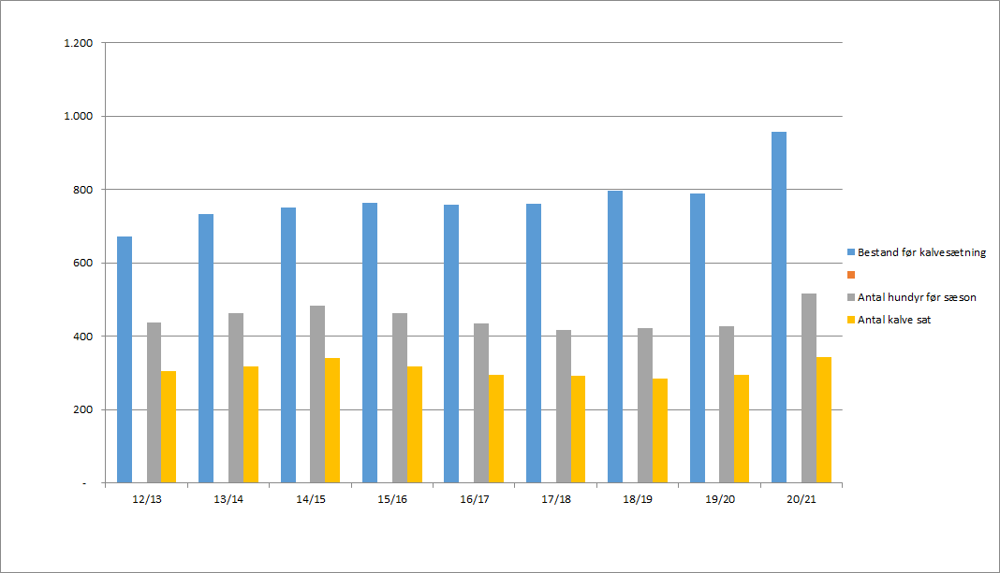 1.200
1.000
800
600
400
200
-
12/13 13/14 14/15 15/16 16/17 17/18 18/19 19/20 20/21
Bestand før kalvesætning
Antal hundyr før sæson
Antal kalve sat